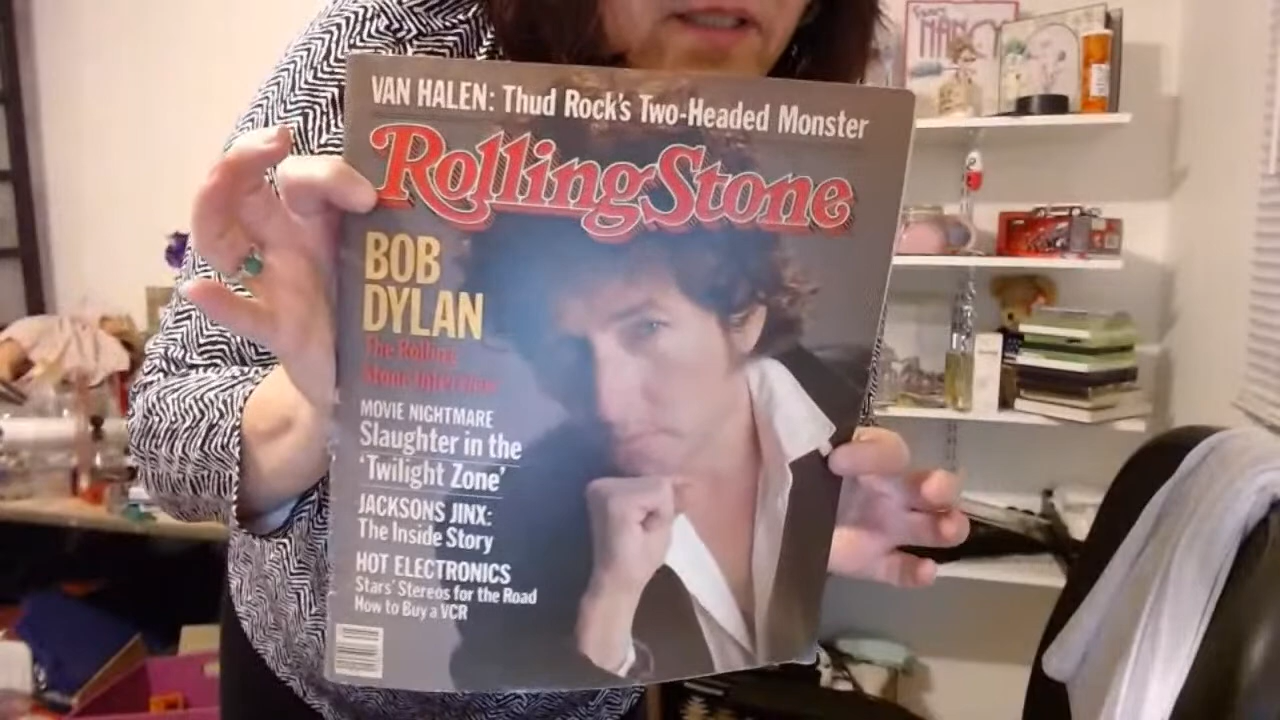 VAN HALEN: Thud Rock's Two-Headed Monster
RollingStone
BOB
DYLAN
The Rolling
Stone Interview
MOVIE NIGHTMARE
Slaughter in the
'Twilight Zone'
JACKSONS JINX:
The Inside Story
HOT ELECTRONICS
Stars' Stereos for the Road
How to Buy a VCR
NANCY